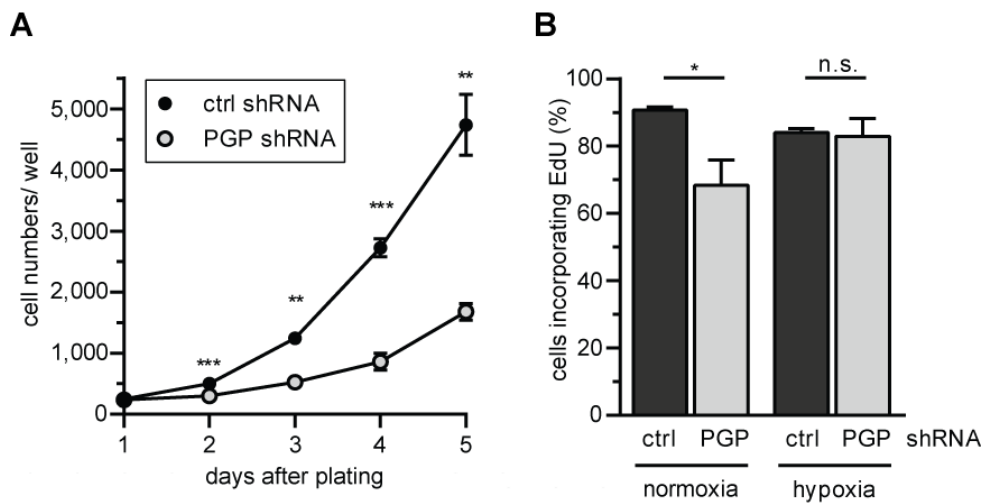 A
ctrl shRNA
PGP shRNA
5,000
4,000
3,000
2,000
1,000
0
cell numbers/ well
***
**
***
**
1 2 3 4 5
days after plating
B
* n.s.
100
80
60
40
20
0
cells incorporating EdU (%)
ctrl PGP ctrl PGP shRNA
normoxia hypoxia